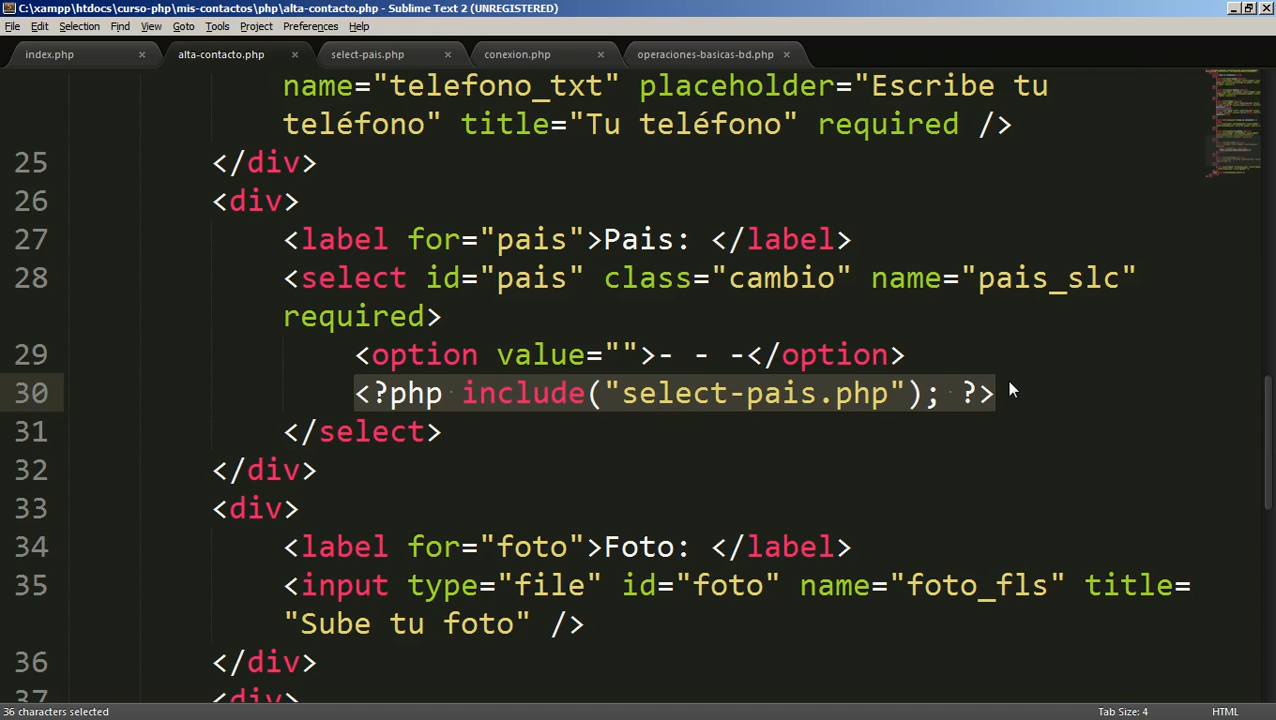 C:\xampp\htdocs\curso-php\mis-contactos\php\alta-contacto.php - Sublime Text 2 (UNREGISTERED)
File Edit Selection Find View Goto Tools Project Preferences Help
index.php alta-contacto.php select-pais.php conexion.php operaciones-basicas-bd.php
name="telefono_txt" placeholder="Escribe tu
teléfono" title="Tu teléfono" required />
25 </div>
26 <div>
27 <label for="pais">Pais: </label>
28 <select id="pais" class="cambio" name="pais_slc"
required>
29 <option value="">- - -</option>
30 <?php include("select-pais.php"); ?>
31 </select>
32 </div>
33 <div>
34 <label for="foto">Foto: </label>
35 <input type="file" id="foto" name="foto_fls" title=
"Sube tu foto" />
36 </div>
37 <div>
36 characters selected Tab Size: 4 HTML